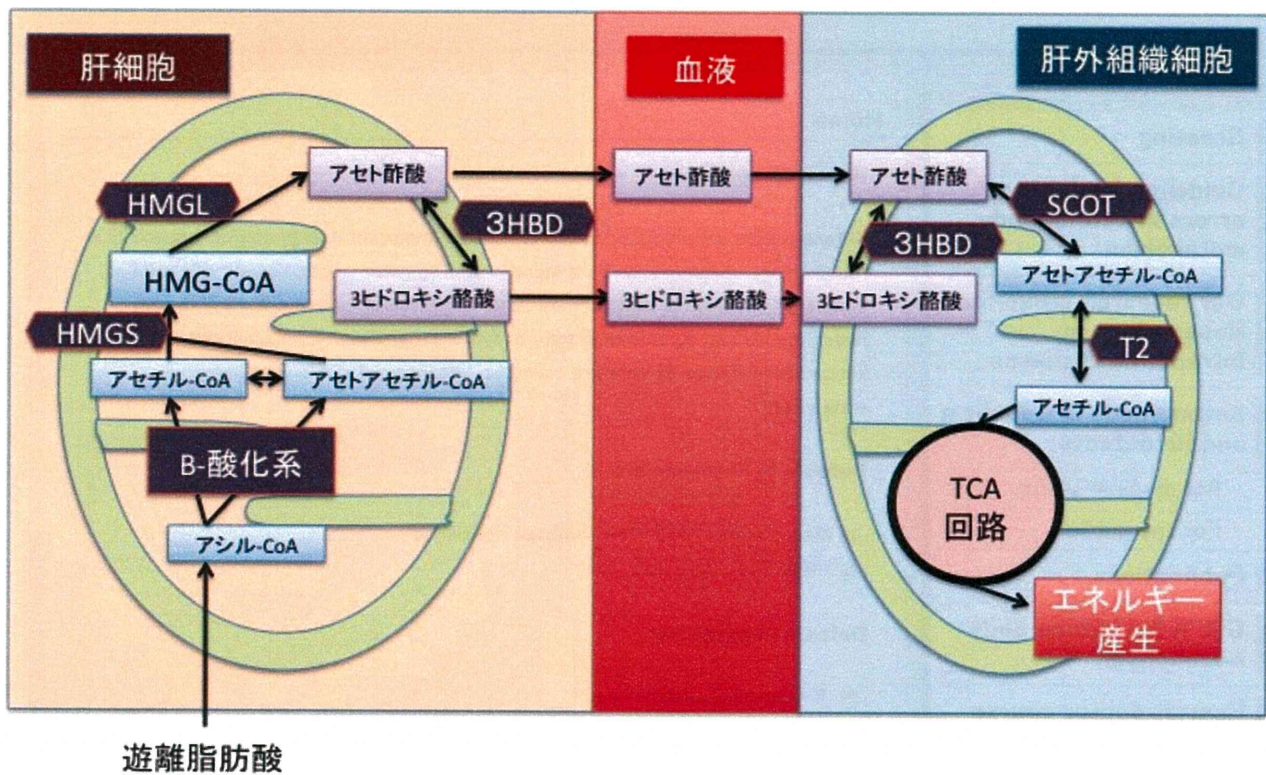 肝細胞
血液
肝外組織細胞
アセト酢酸
アセト酢酸
アセト酢酸
HMGL
3HBD
SCOT
3HBD
HMG-CoA
アセトアセチル-CoA
3ヒドロキシ酪酸
3ヒドロキシ酪酸
3ヒドロキシ酪酸
HMGS
T2
アセチル-CoA
アセトアセチル-CoA
アセチル-CoA
B-酸化系
TCA
回路
アシル-CoA
エネルギー
産生
遊離脂肪酸